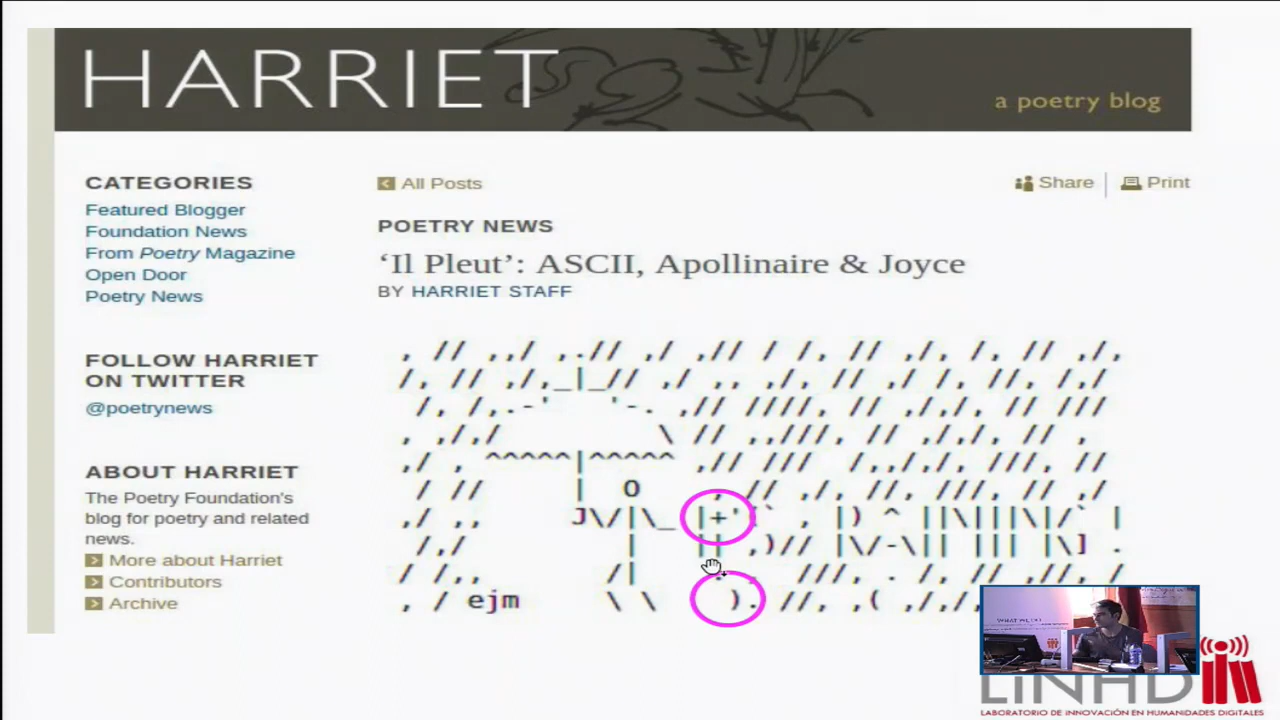 HARRIET
a poetry blog
CATEGORIES
Featured Blogger
Foundation News
From Poetry Magazine
Open Door
Poetry News
FOLLOW HARRIET
ON TWITTER
@poetrynews
ABOUT HARRIET
The Poetry Foundation's
blog for poetry and related
news.
More about Harriet
Contributors
Archive
All Posts
Share
Print
POETRY NEWS
‘Il Pleut’: ASCII, Apollinaire & Joyce
BY HARRIET STAFF
ejm
LINHD
LABORATORIO DE INNOVACIÓN EN HUMANIDADES DIGITALES